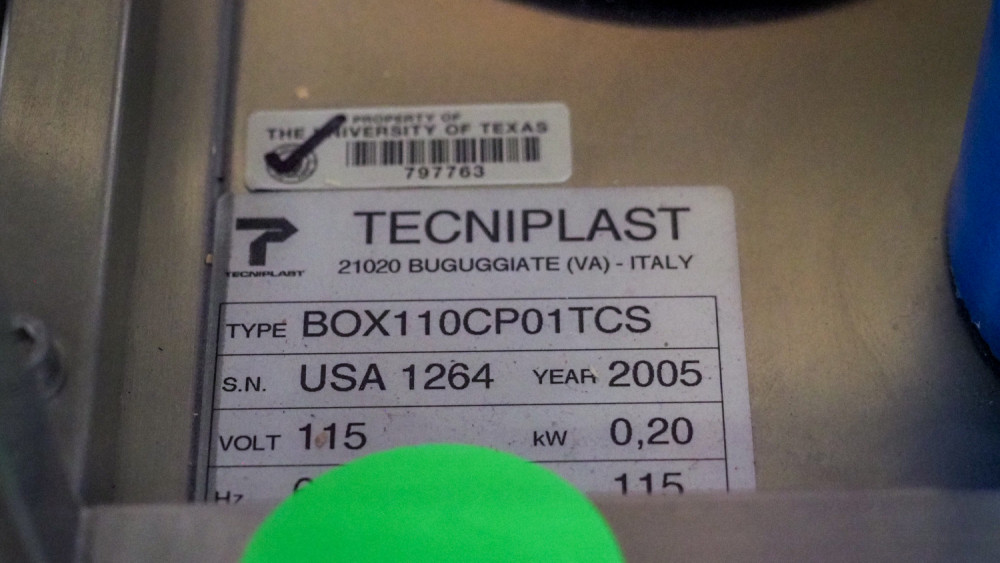 PROPERTY OF
THE UNIVERSITY OF TEXAS
797763
TECNIPLAST
TECNIPLAST
21020 BUGUGGIATE (VA) - ITALY
TYPE BOX110CP01TCS
S.N. USA 1264 YEAR 2005
VOLT 115 kW 0,20
Hz 115